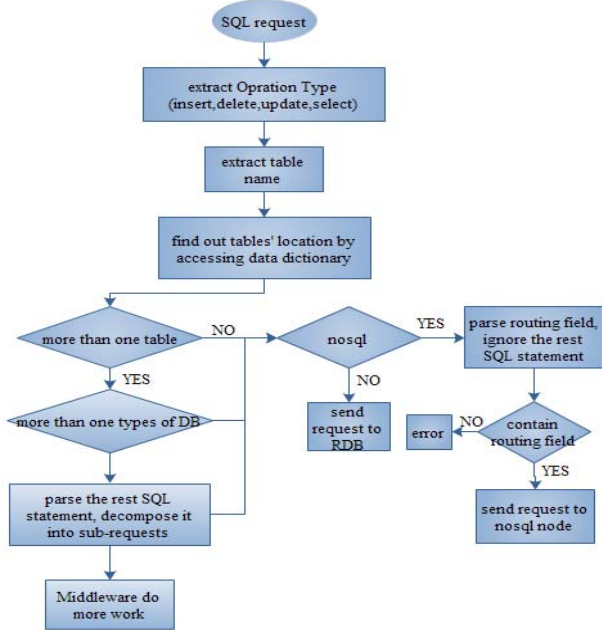 SQL request
extract Opration Type
(insert,delete,update,select)
extract table
name
find out tables' location by
accessing data dictionary
more than one table
NO
nosql
YES
parse routing field,
ignore the rest
SQL statement
YES
NO
more than one types of DB
send
request to
RDB
error
NO
contain
routing field
YES
parse the rest SQL
statement, decompose it
into sub-requests
send request to
nosql node
Middleware do
more work